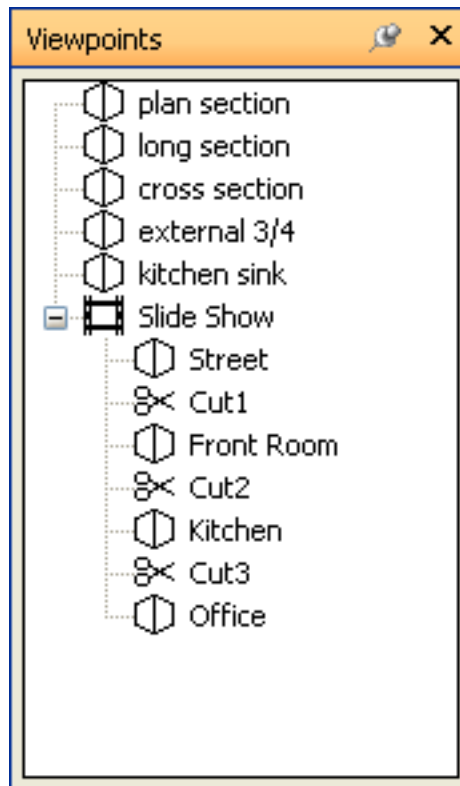 Viewpoints
plan section
long section
cross section
external 3/4
kitchen sink
Slide Show
Street
Cut1
Front Room
Cut2
Kitchen
Cut3
Office